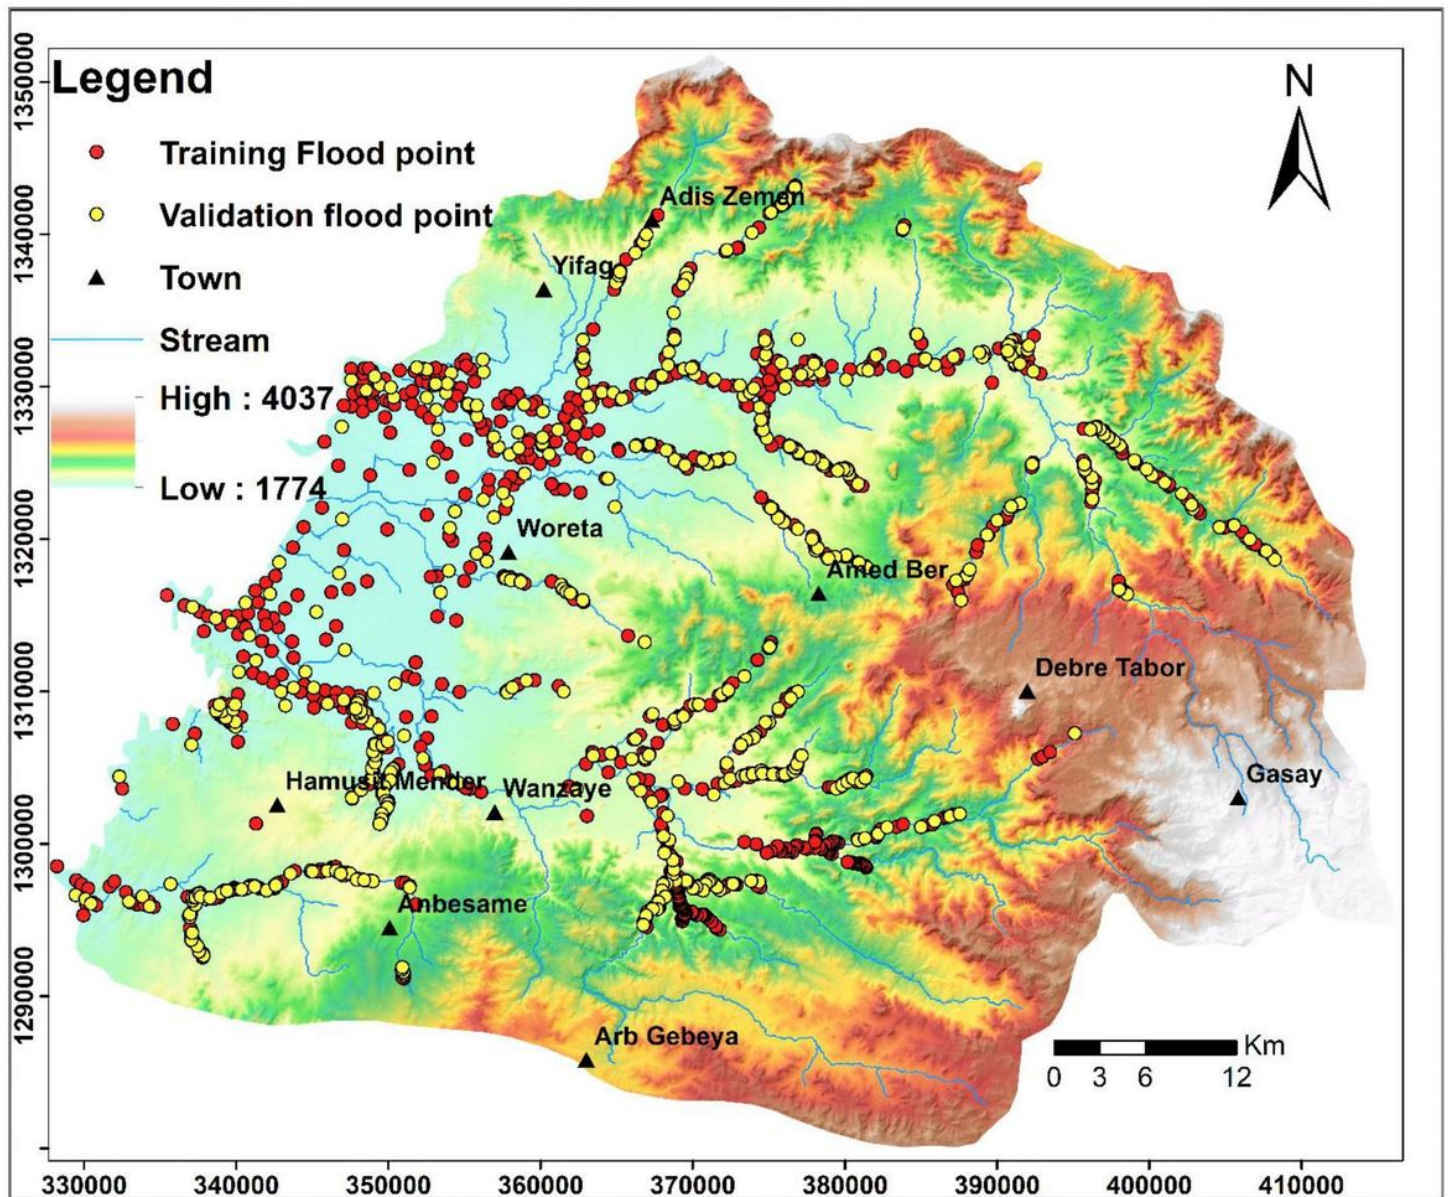 Legend
N
Training Flood point
Validation flood point
Town
Stream
High : 4037
Low : 1774
Adis Zemen
Yifag
Woreta
Amed Ber
Debre Tabor
Gasay
Hamusit Mender
Wanzaye
Anbesame
Arb Gebeya
Km
0 3 6 12
1350000
1340000
1330000
1320000
1310000
1300000
1290000
330000 340000 350000 360000 370000 380000 390000 400000 410000